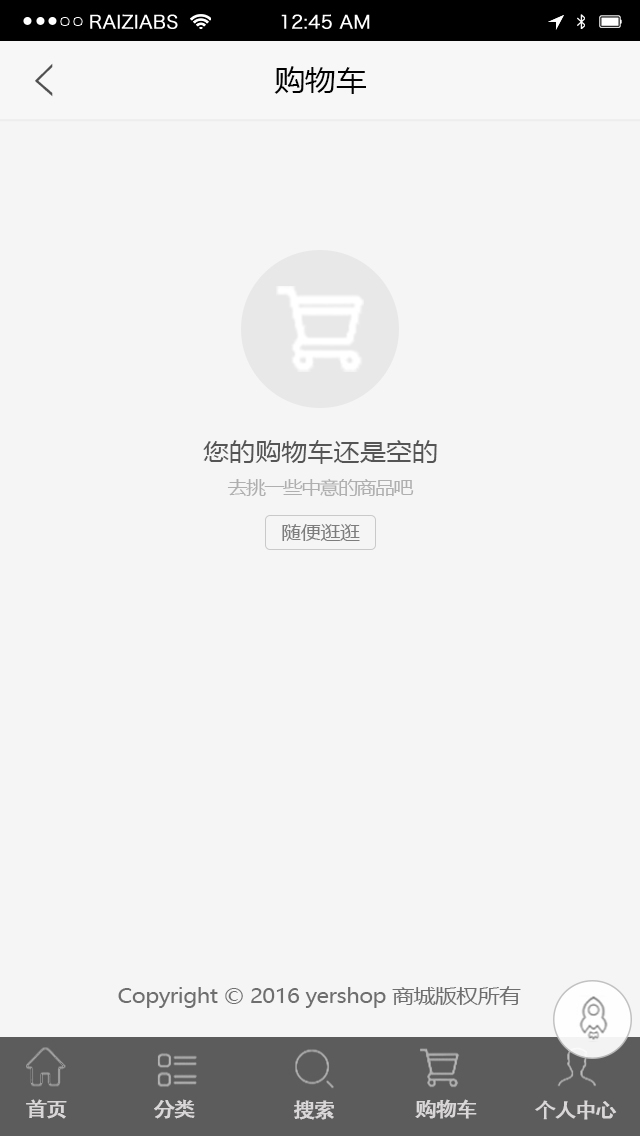 RAIZIABS 12:45 AM
购物车
您的购物车还是空的
去挑一些中意的商品吧
随便逛逛
Copyright © 2016 yershop 商城版权所有
首页 分类 搜索 购物车 个人中心